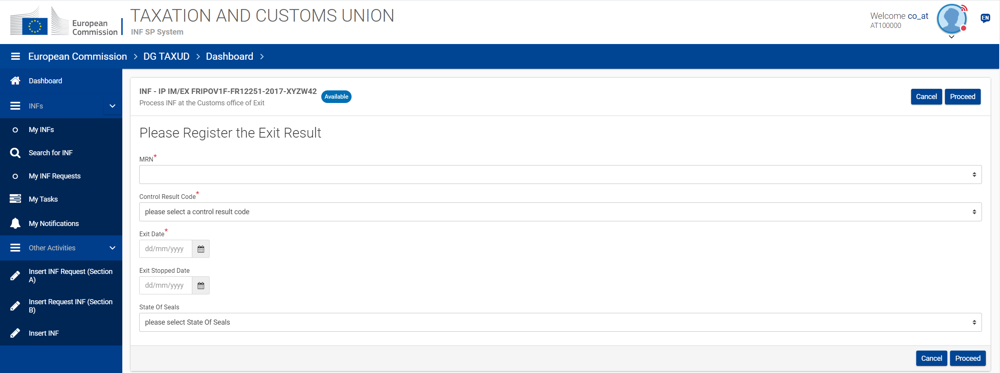 European
Commission
TAXATION AND CUSTOMS UNION
INF SP System
Welcome co_at
AT100000
EN
European Commission > DG TAXUD > Dashboard >
Dashboard
INFs
My INFs
Search for INF
My INF Requests
My Tasks
My Notifications
Other Activities
Insert INF Request (Section
A)
Insert Request INF (Section
B)
Insert INF
INF - IP IM/EX FRIPOV1F-FR12251-2017-XYZW42
Available
Process INF at the Customs office of Exit
Cancel
Proceed
Please Register the Exit Result
MRN*
Control Result Code*
please select a control result code
Exit Date*
dd/mm/yyyy
Exit Stopped Date
dd/mm/yyyy
State Of Seals
please select State Of Seals
Cancel
Proceed